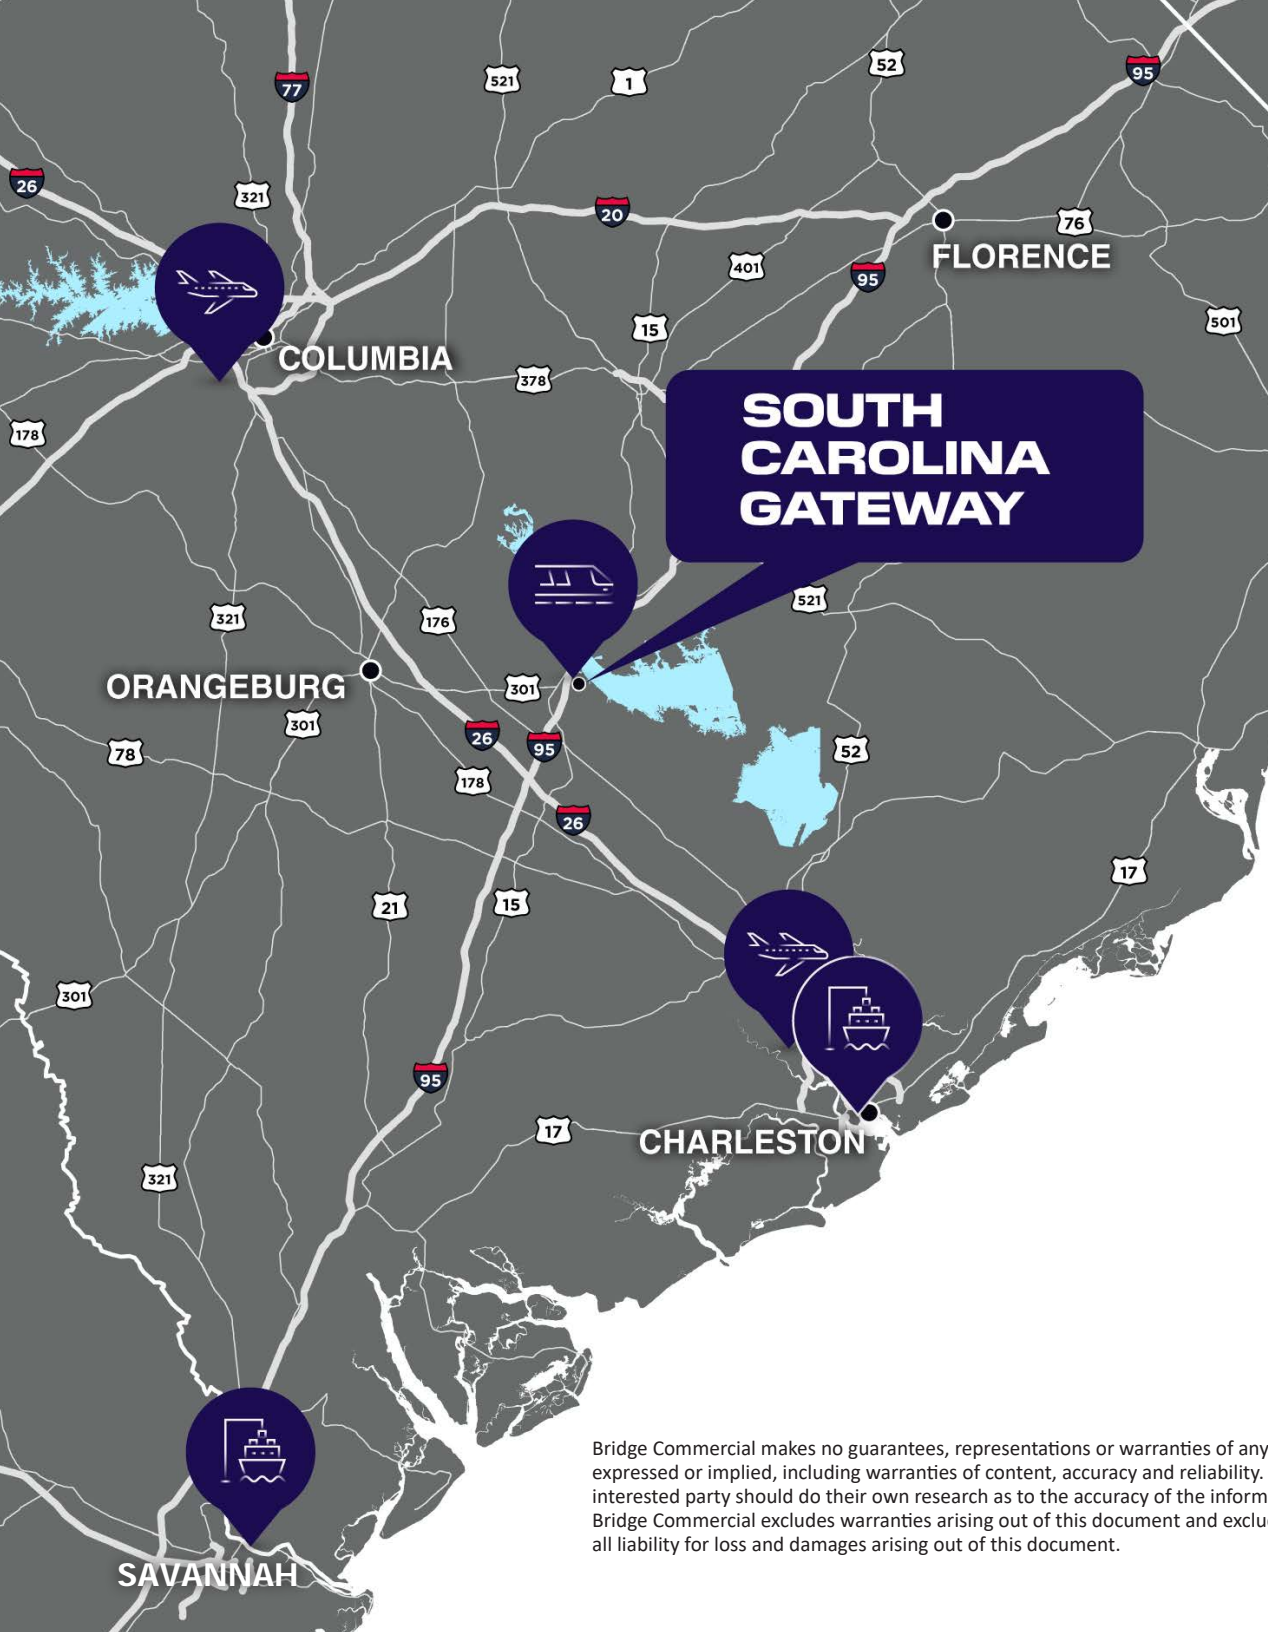 52
95
77
521
1
26
321
20
76
FLORENCE
401
95
501
15
COLUMBIA
378
178
SOUTH
CAROLINA
GATEWAY
521
321
176
ORANGEBURG
301
301
26
95
78
52
178
26
17
21
15
301
95
17
CHARLESTON
321
Bridge Commercial makes no guarantees, representations or warranties of any
expressed or implied, including warranties of content, accuracy and reliability.
interested party should do their own research as to the accuracy of the inform
Bridge Commercial excludes warranties arising out of this document and exclu
all liability for loss and damages arising out of this document.
SAVANNAH